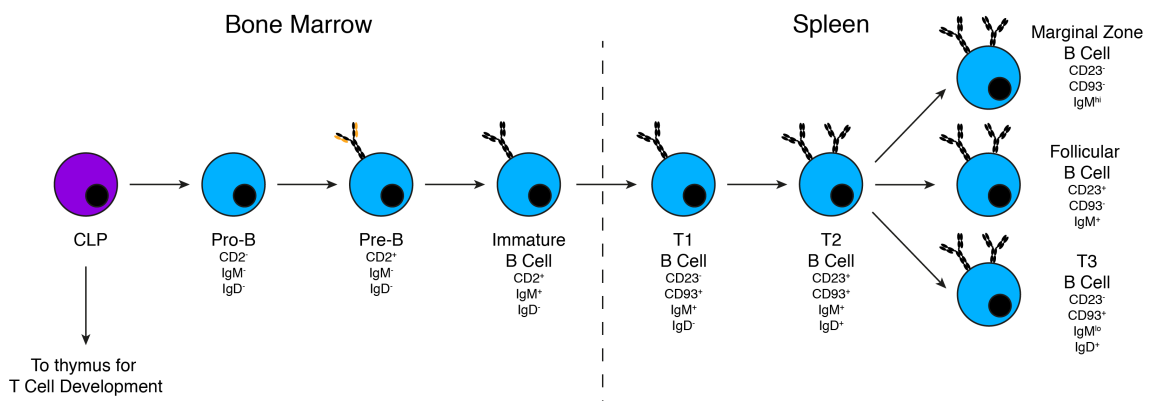 Bone Marrow
Spleen
CLP
To thymus for
T Cell Development
Pro-B
CD2⁻
IgM⁻
IgD⁻
Pre-B
CD2⁺
IgM⁻
IgD⁻
Immature
B Cell
CD2⁺
IgM⁺
IgD⁻
T1
B Cell
CD23⁻
CD93⁺
IgM⁺
IgD⁻
T2
B Cell
CD23⁺
CD93⁺
IgM⁺
IgD⁺
Marginal Zone
B Cell
CD23⁻
CD93⁻
IgMʰⁱ
Follicular
B Cell
CD23⁺
CD93⁻
IgM⁺
T3
B Cell
CD23⁻
CD93⁺
IgMˡᵒ
IgD⁺